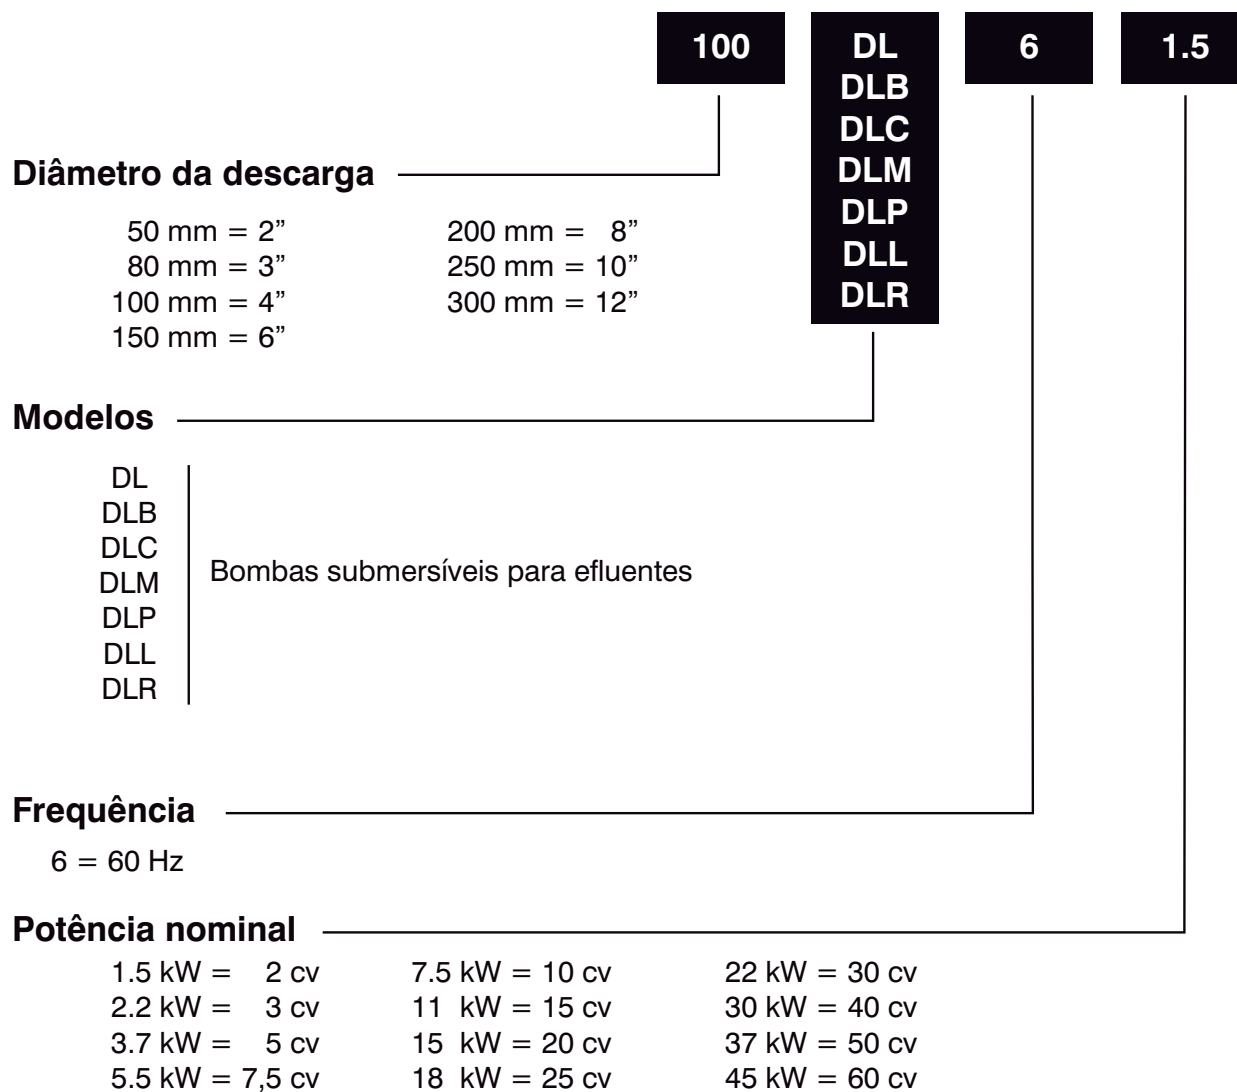 100 DL 6 1.5
DLB
DLC
DLM
DLP
DLL
DLR
Diâmetro da descarga
50 mm = 2” 200 mm = 8”
80 mm = 3” 250 mm = 10”
100 mm = 4” 300 mm = 12”
150 mm = 6”
Modelos
DL
DLB
DLC
DLM
DLP
DLL
DLR
Bombas submersíveis para efluentes
Frequência
6 = 60 Hz
Potência nominal
1.5 kW = 2 cv 7.5 kW = 10 cv 22 kW = 30 cv
2.2 kW = 3 cv 11 kW = 15 cv 30 kW = 40 cv
3.7 kW = 5 cv 15 kW = 20 cv 37 kW = 50 cv
5.5 kW = 7,5 cv 18 kW = 25 cv 45 kW = 60 cv